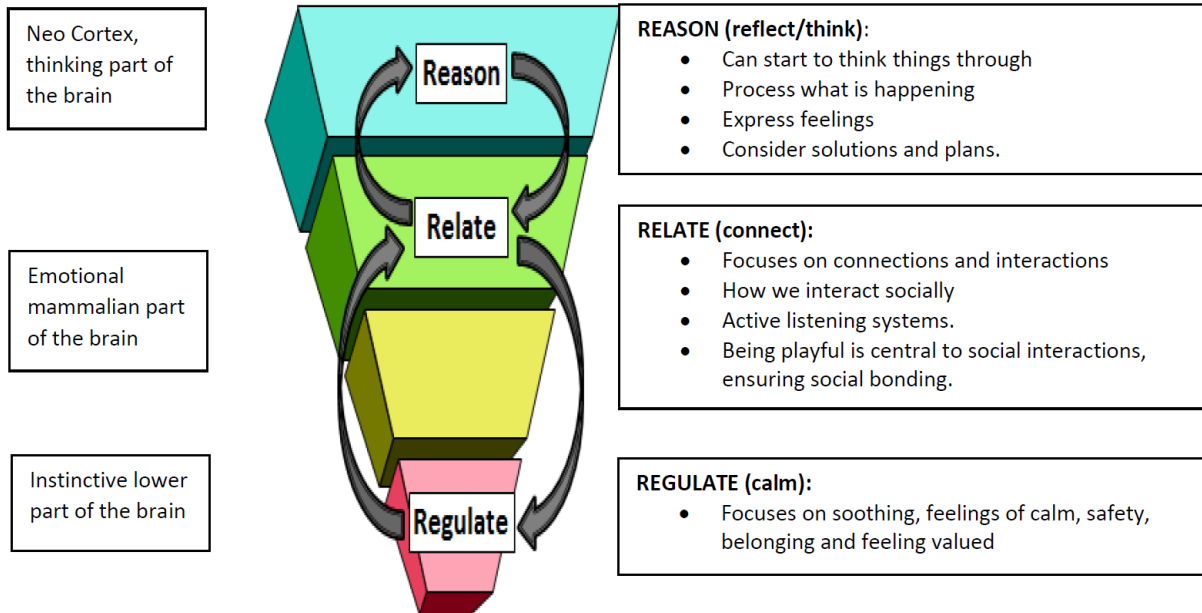 Neo Cortex,
thinking part of
the brain
Reason
REASON (reflect/think):
• Can start to think things through
• Process what is happening
• Express feelings
• Consider solutions and plans.
Emotional
mammalian part
of the brain
Relate
RELATE (connect):
• Focuses on connections and interactions
• How we interact socially
• Active listening systems.
• Being playful is central to social interactions,
ensuring social bonding.
Instinctive lower
part of the brain
Regulate
REGULATE (calm):
• Focuses on soothing, feelings of calm, safety,
belonging and feeling valued